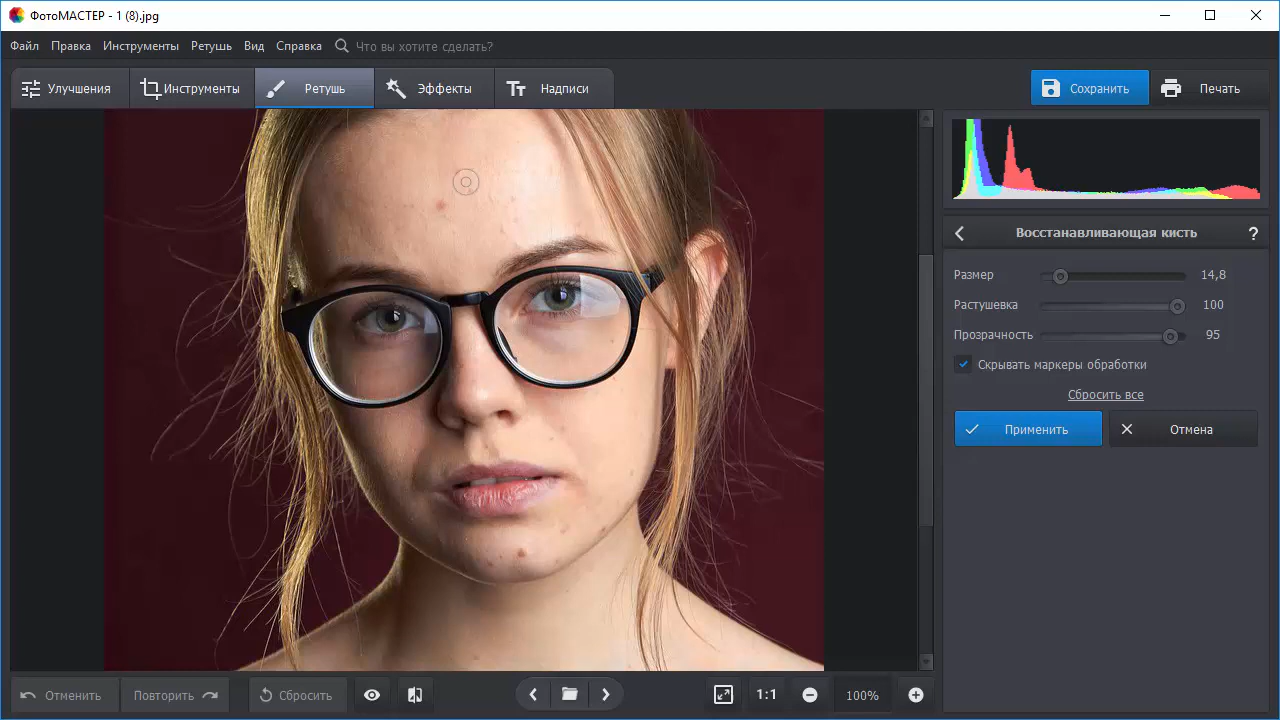 ФотоМАСТЕР - 1 (8).jpg
Файл Правка Инструменты Ретушь Вид Справка Что вы хотите сделать?
Улучшения Инструменты Ретушь Эффекты Тт Надписи Сохранить Печать
Восстанавливающая кисть ?
Размер 14,8
Растушевка 100
Прозрачность 95
Скрывать маркеры обработки
Сбросить все
Применить Отмена
Отменить Повторить Сбросить 1:1 100%